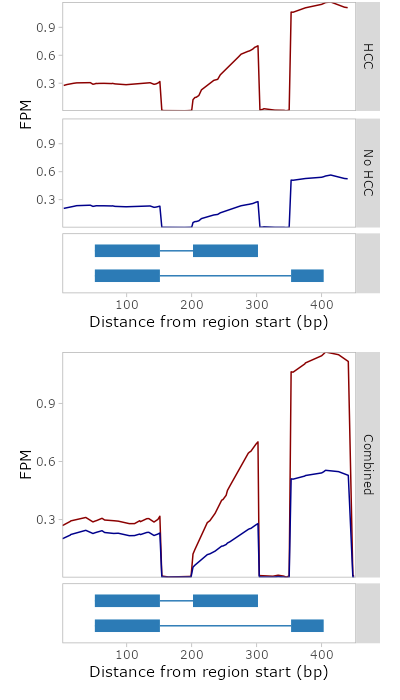 0.9
0.6
0.3
HCC
FPM
0.9
0.6
0.3
No HCC
100 200 300 400
Distance from region start (bp)
0.9
0.6
0.3
FPM
Combined
100 200 300 400
Distance from region start (bp)